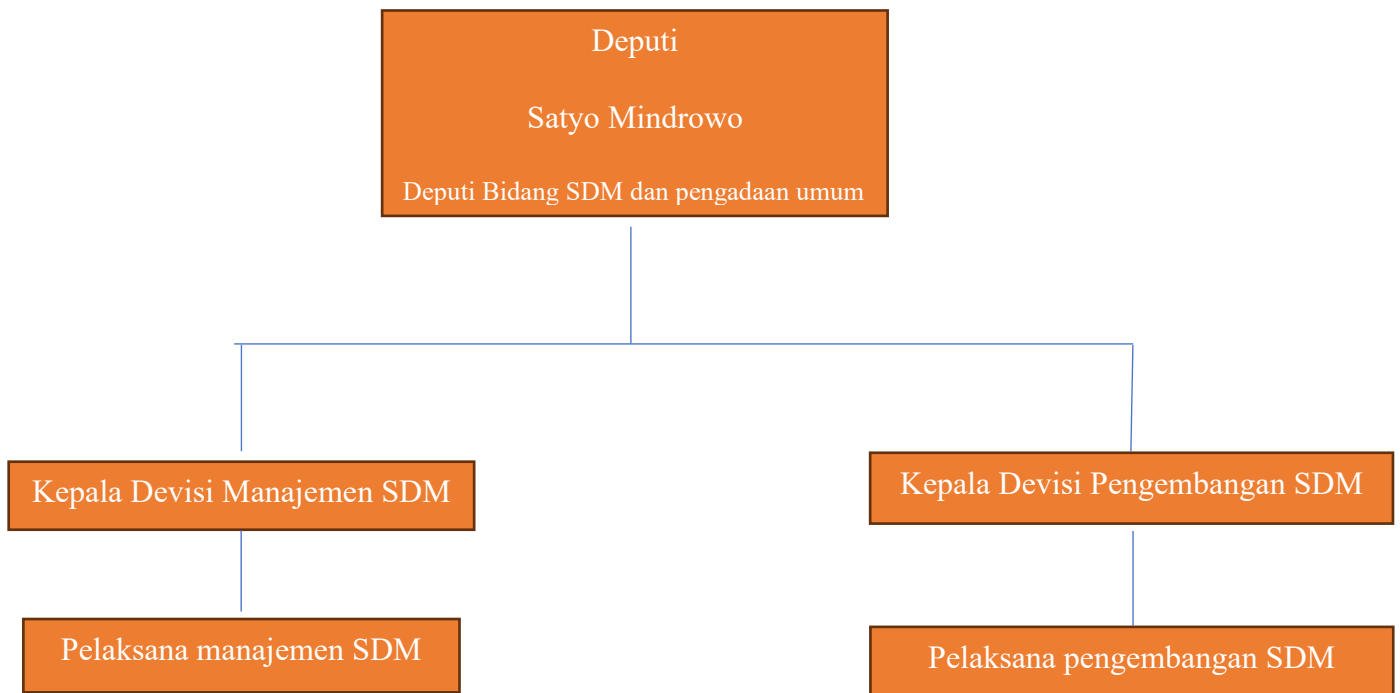 Deputi
Satyo Mindrowo
Deputi Bidang SDM dan pengadaan umum
Kepala Devisi Manajemen SDM
Kepala Devisi Pengembangan SDM
Pelaksana manajemen SDM
Pelaksana pengembangan SDM